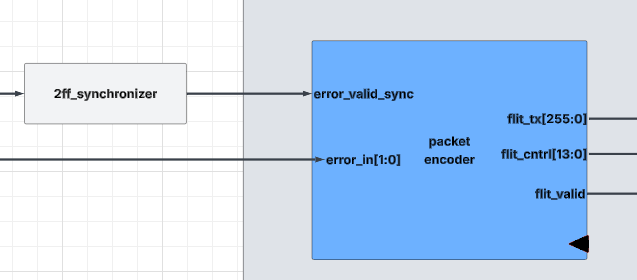 2ff_synchronizer
error_valid_sync
flit_tx[255:0]
packet
encoder
error_in[1:0]
flit_cntrl[13:0]
flit_valid